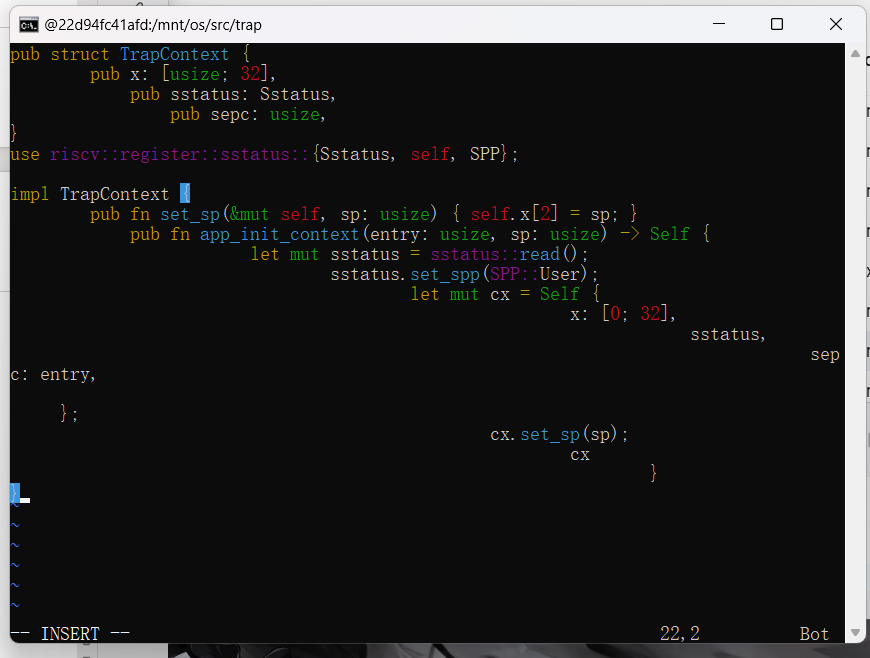 @22d94fc41afd:/mnt/os/src/trap
pub struct TrapContext {
pub x: [usize; 32],
pub sstatus: Sstatus,
pub sepc: usize,
}
use riscv::register::sstatus::{Sstatus, self, SPP};
impl TrapContext {
pub fn set_sp(&mut self, sp: usize) { self.x[2] = sp; }
pub fn app_init_context(entry: usize, sp: usize) -> Self {
let mut sstatus = sstatus::read();
sstatus.set_spp(SPP::User);
let mut cx = Self {
x: [0; 32],
sstatus,
sep
c: entry,
};
cx.set_sp(sp);
cx
}
}
~
~
~
~
~
~
-- INSERT --
22,2
Bot